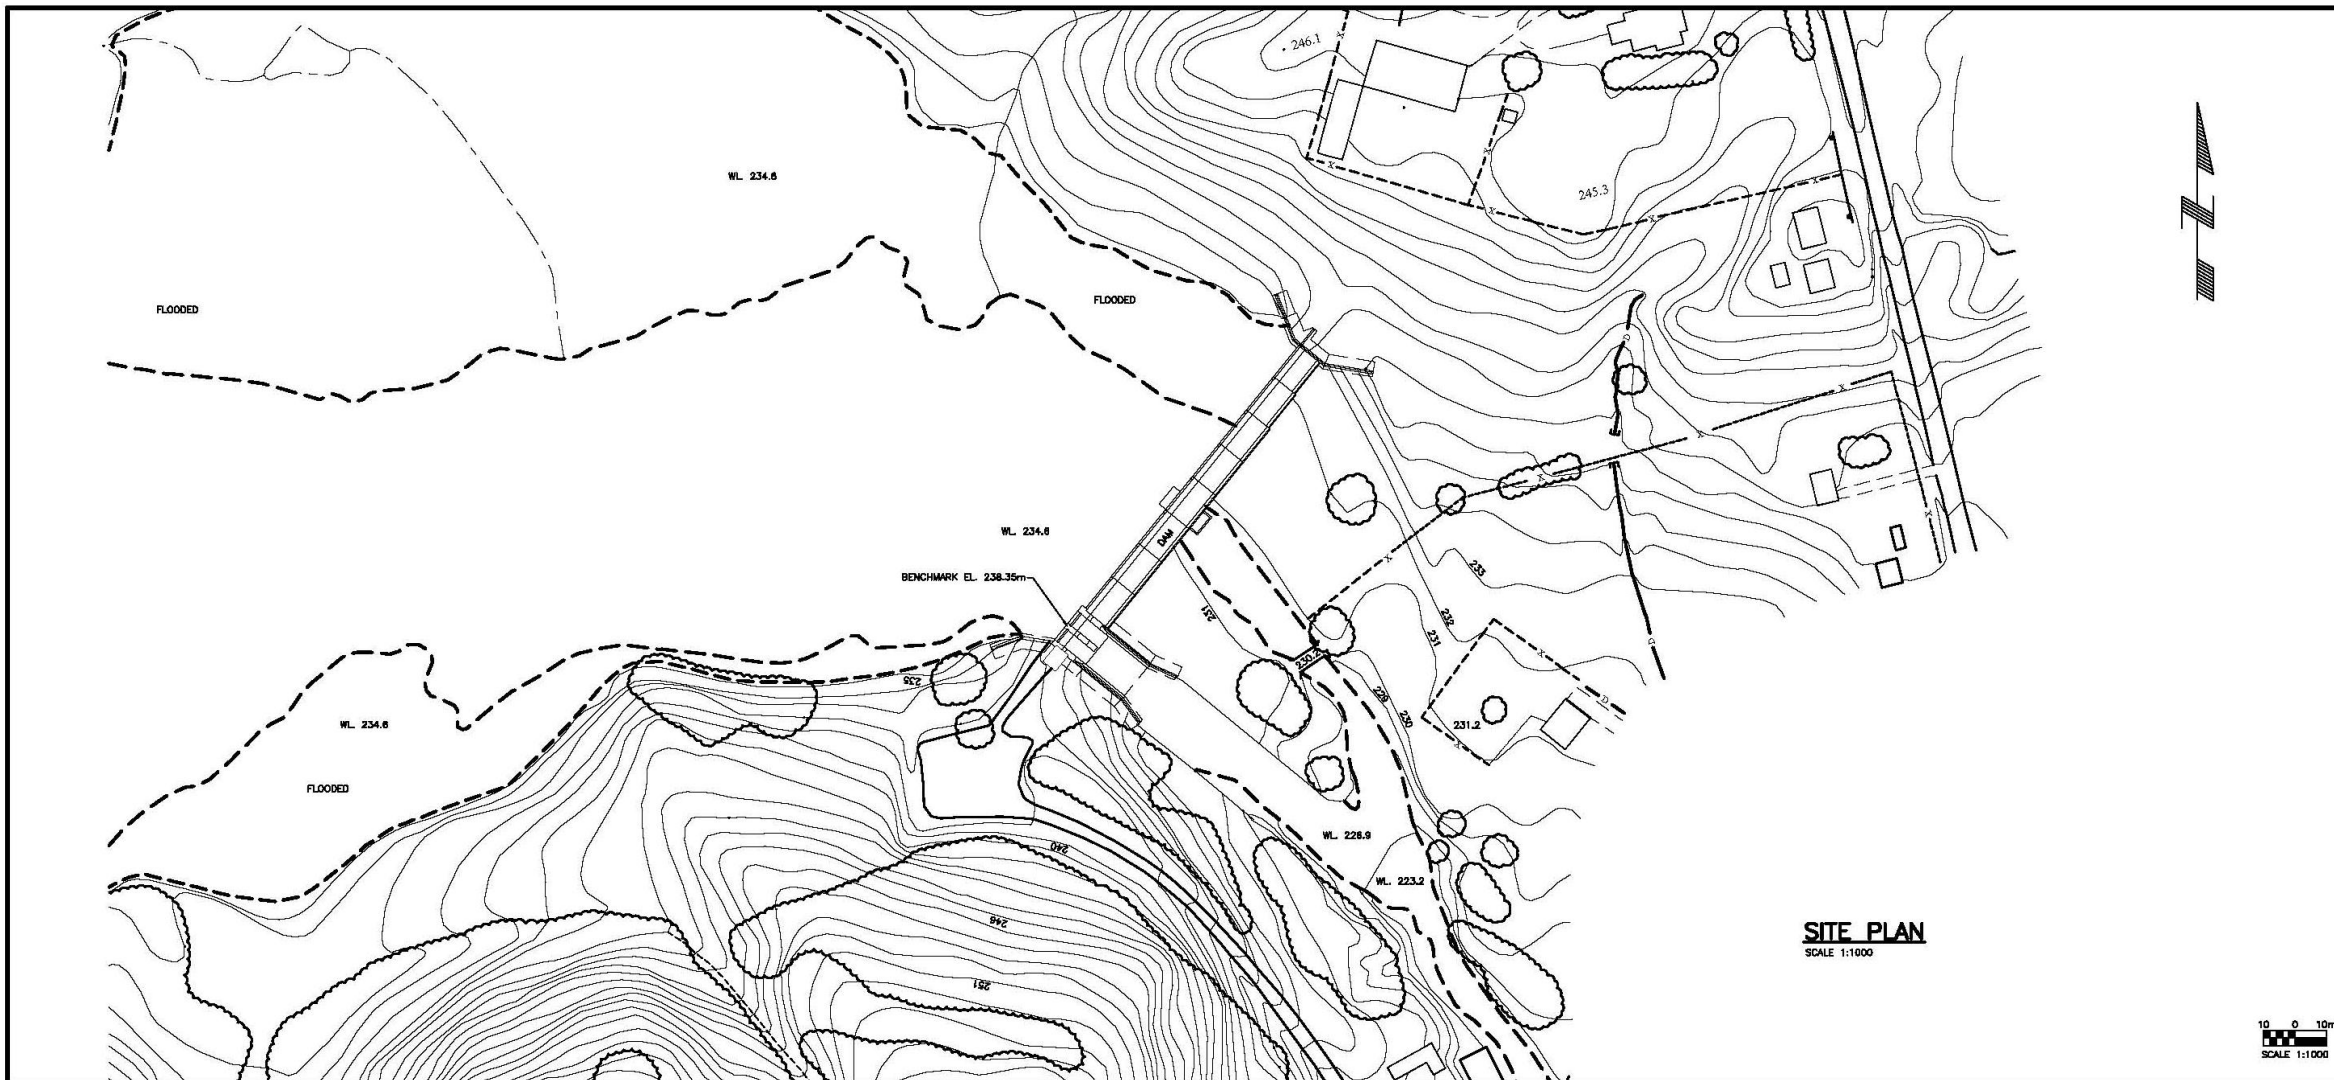 246.1
WL. 234.6
245.3
FLOODED
FLOODED
D
WL. 234.6
DAM
BENCHMARK EL. 238.35m
233
231
232
231
230.2
235
229
230
D
D
WL. 234.6
231.2
FLOODED
WL. 226.9
240
WL. 223.2
246
SITE PLAN
SCALE 1:1000
251
10 0 10m
SCALE 1:1000